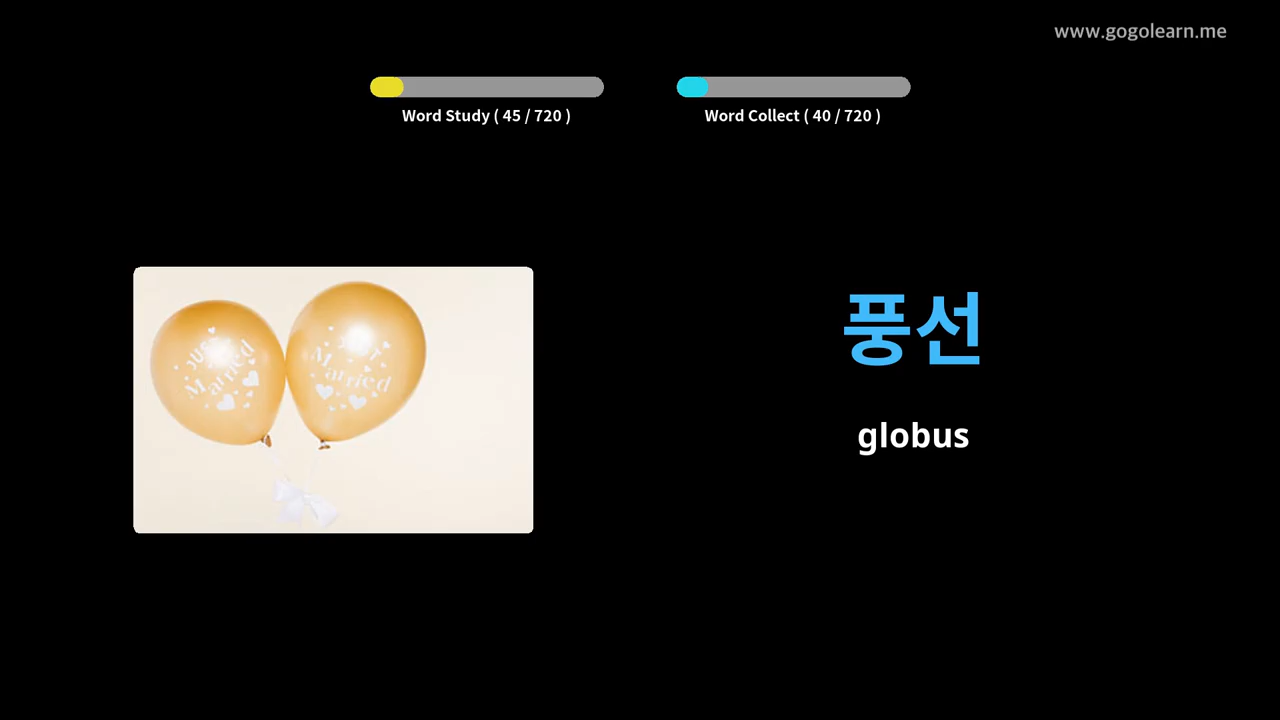 www.gogolearn.me
Word Study ( 45 / 720 )
Word Collect ( 40 / 720 )
풍선
globus
JUST
Married
JUST
Married